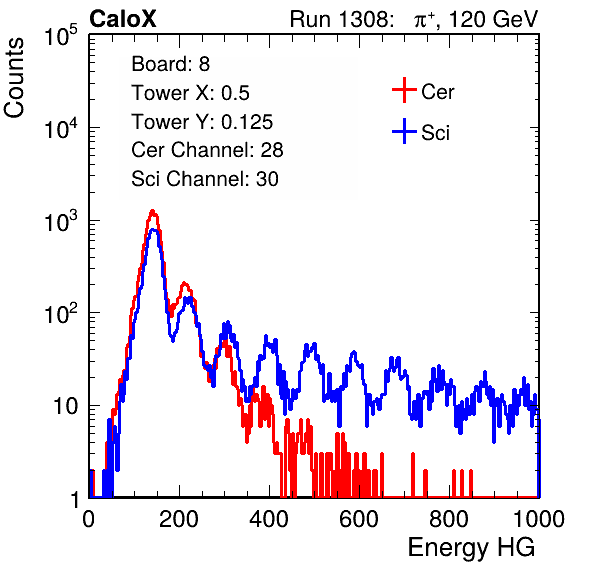 CaloX Run 1308: π⁺, 120 GeV
Counts
10⁵
10⁴
10³
10²
10
1
Board: 8
Tower X: 0.5
Tower Y: 0.125
Cer Channel: 28
Sci Channel: 30
Cer
Sci
0 200 400 600 800 1000
Energy HG